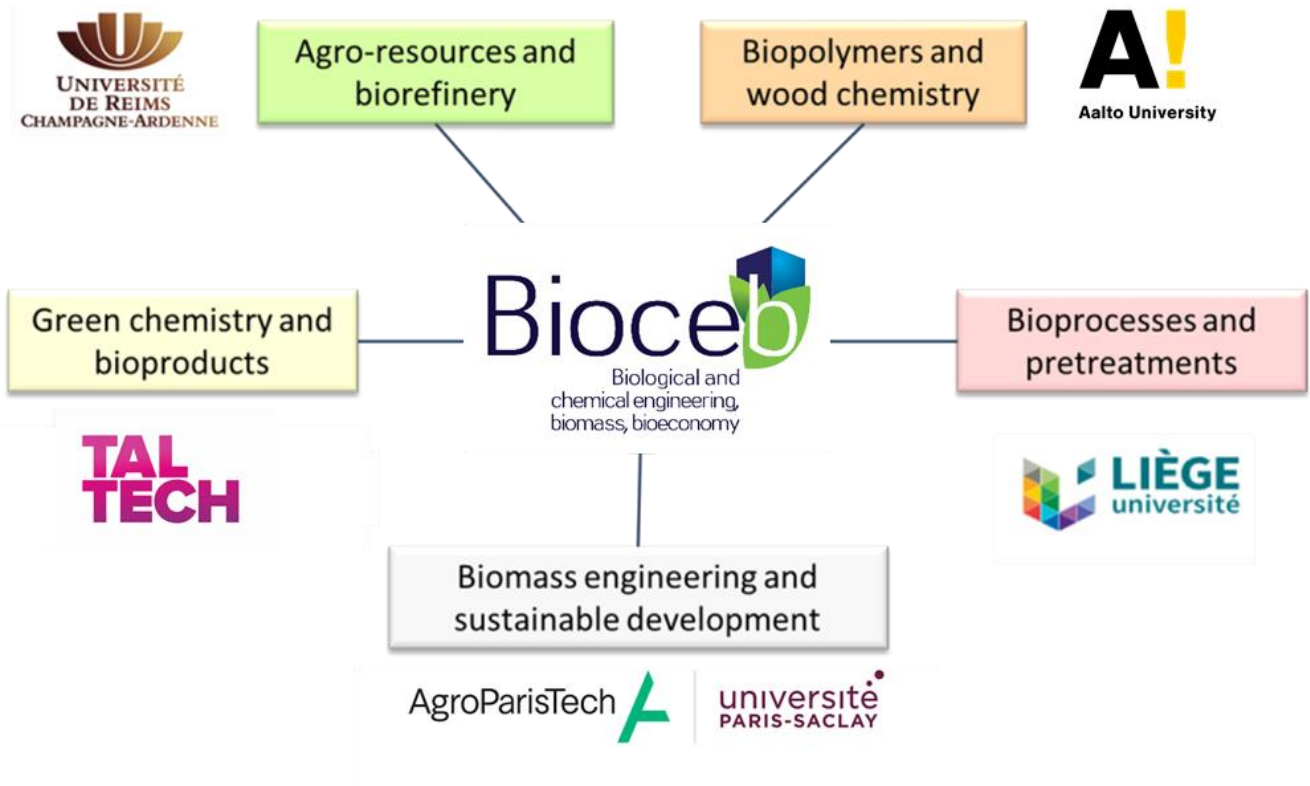 UNIVERSITÉ
DE REIMS
CHAMPAGNE-ARDENNE
Agro-resources and
biorefinery
Biopolymers and
wood chemistry
A!
Aalto University
Green chemistry and
bioproducts
Bioceb
Biological and
chemical engineering,
biomass, bioeconomy
Bioprocesses and
pretreatments
TAL
TECH
LIÈGE
université
Biomass engineering and
sustainable development
AgroParisTech
université
PARIS-SACLAY